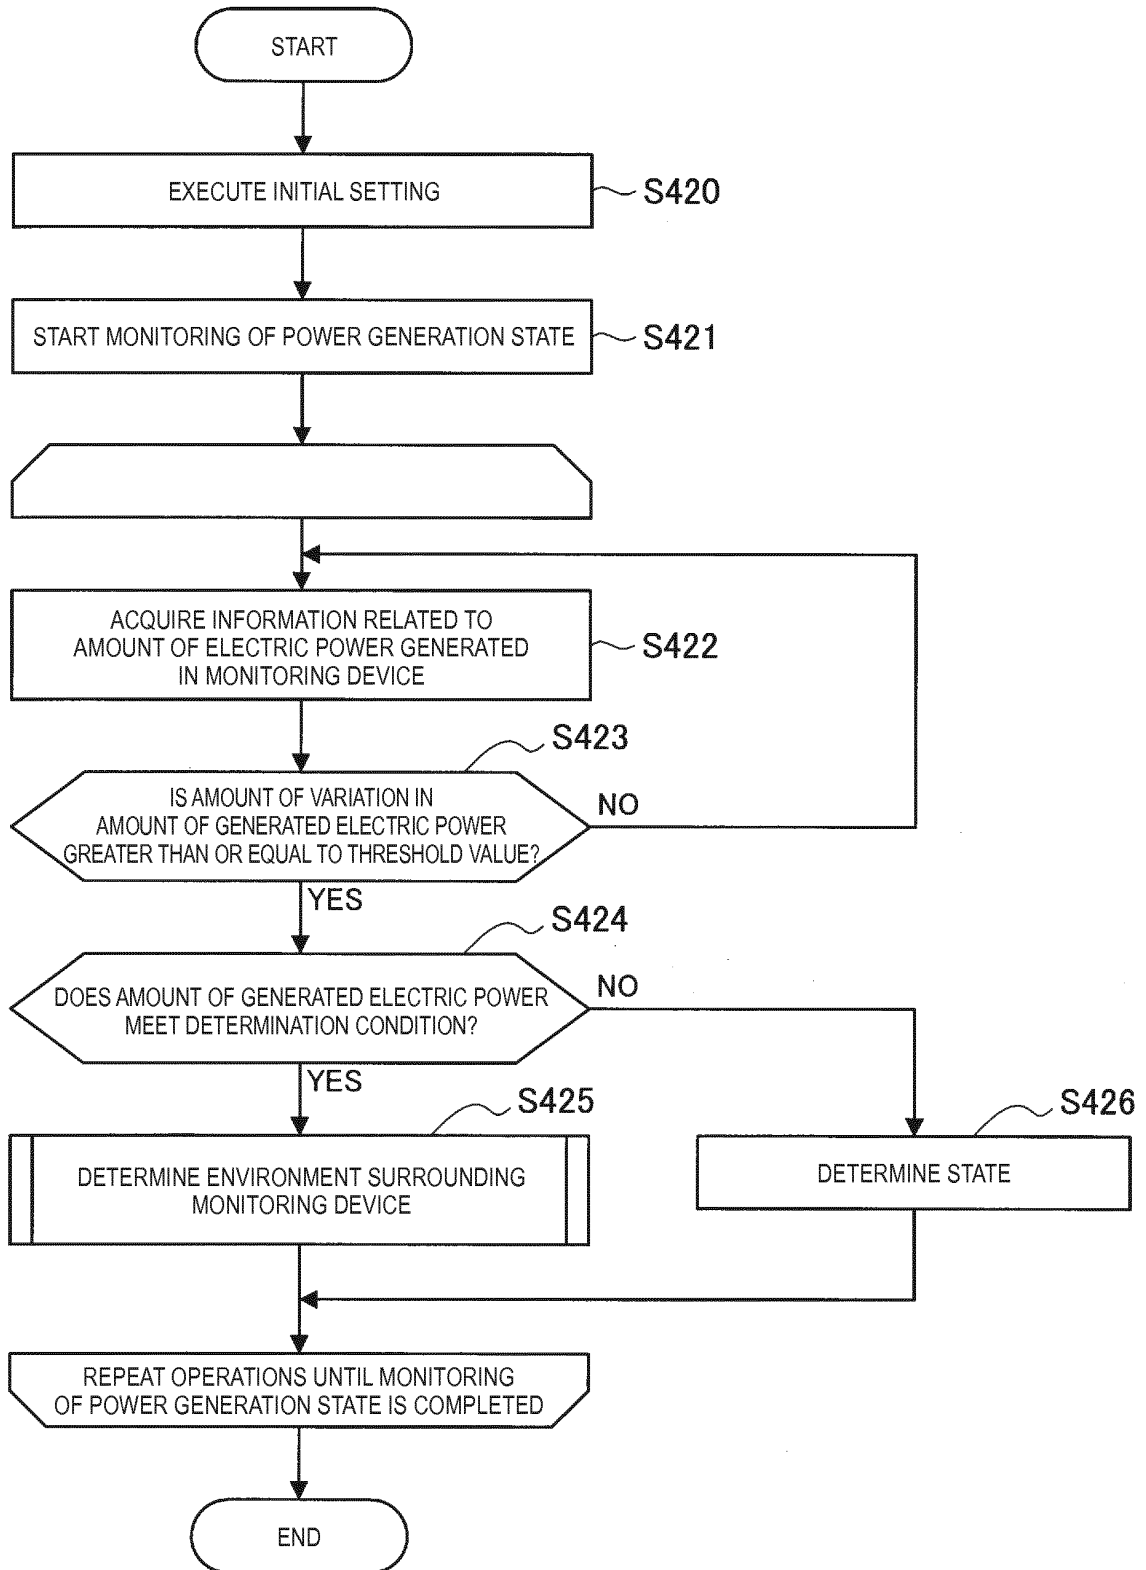 START
EXECUTE INITIAL SETTING
S420
START MONITORING OF POWER GENERATION STATE
S421
ACQUIRE INFORMATION RELATED TO
AMOUNT OF ELECTRIC POWER GENERATED
IN MONITORING DEVICE
S422
S423
IS AMOUNT OF VARIATION IN
AMOUNT OF GENERATED ELECTRIC POWER
GREATER THAN OR EQUAL TO THRESHOLD VALUE?
NO
YES
S424
DOES AMOUNT OF GENERATED ELECTRIC POWER
MEET DETERMINATION CONDITION?
NO
YES
S425
DETERMINE ENVIRONMENT SURROUNDING
MONITORING DEVICE
S426
DETERMINE STATE
REPEAT OPERATIONS UNTIL MONITORING
OF POWER GENERATION STATE IS COMPLETED
END